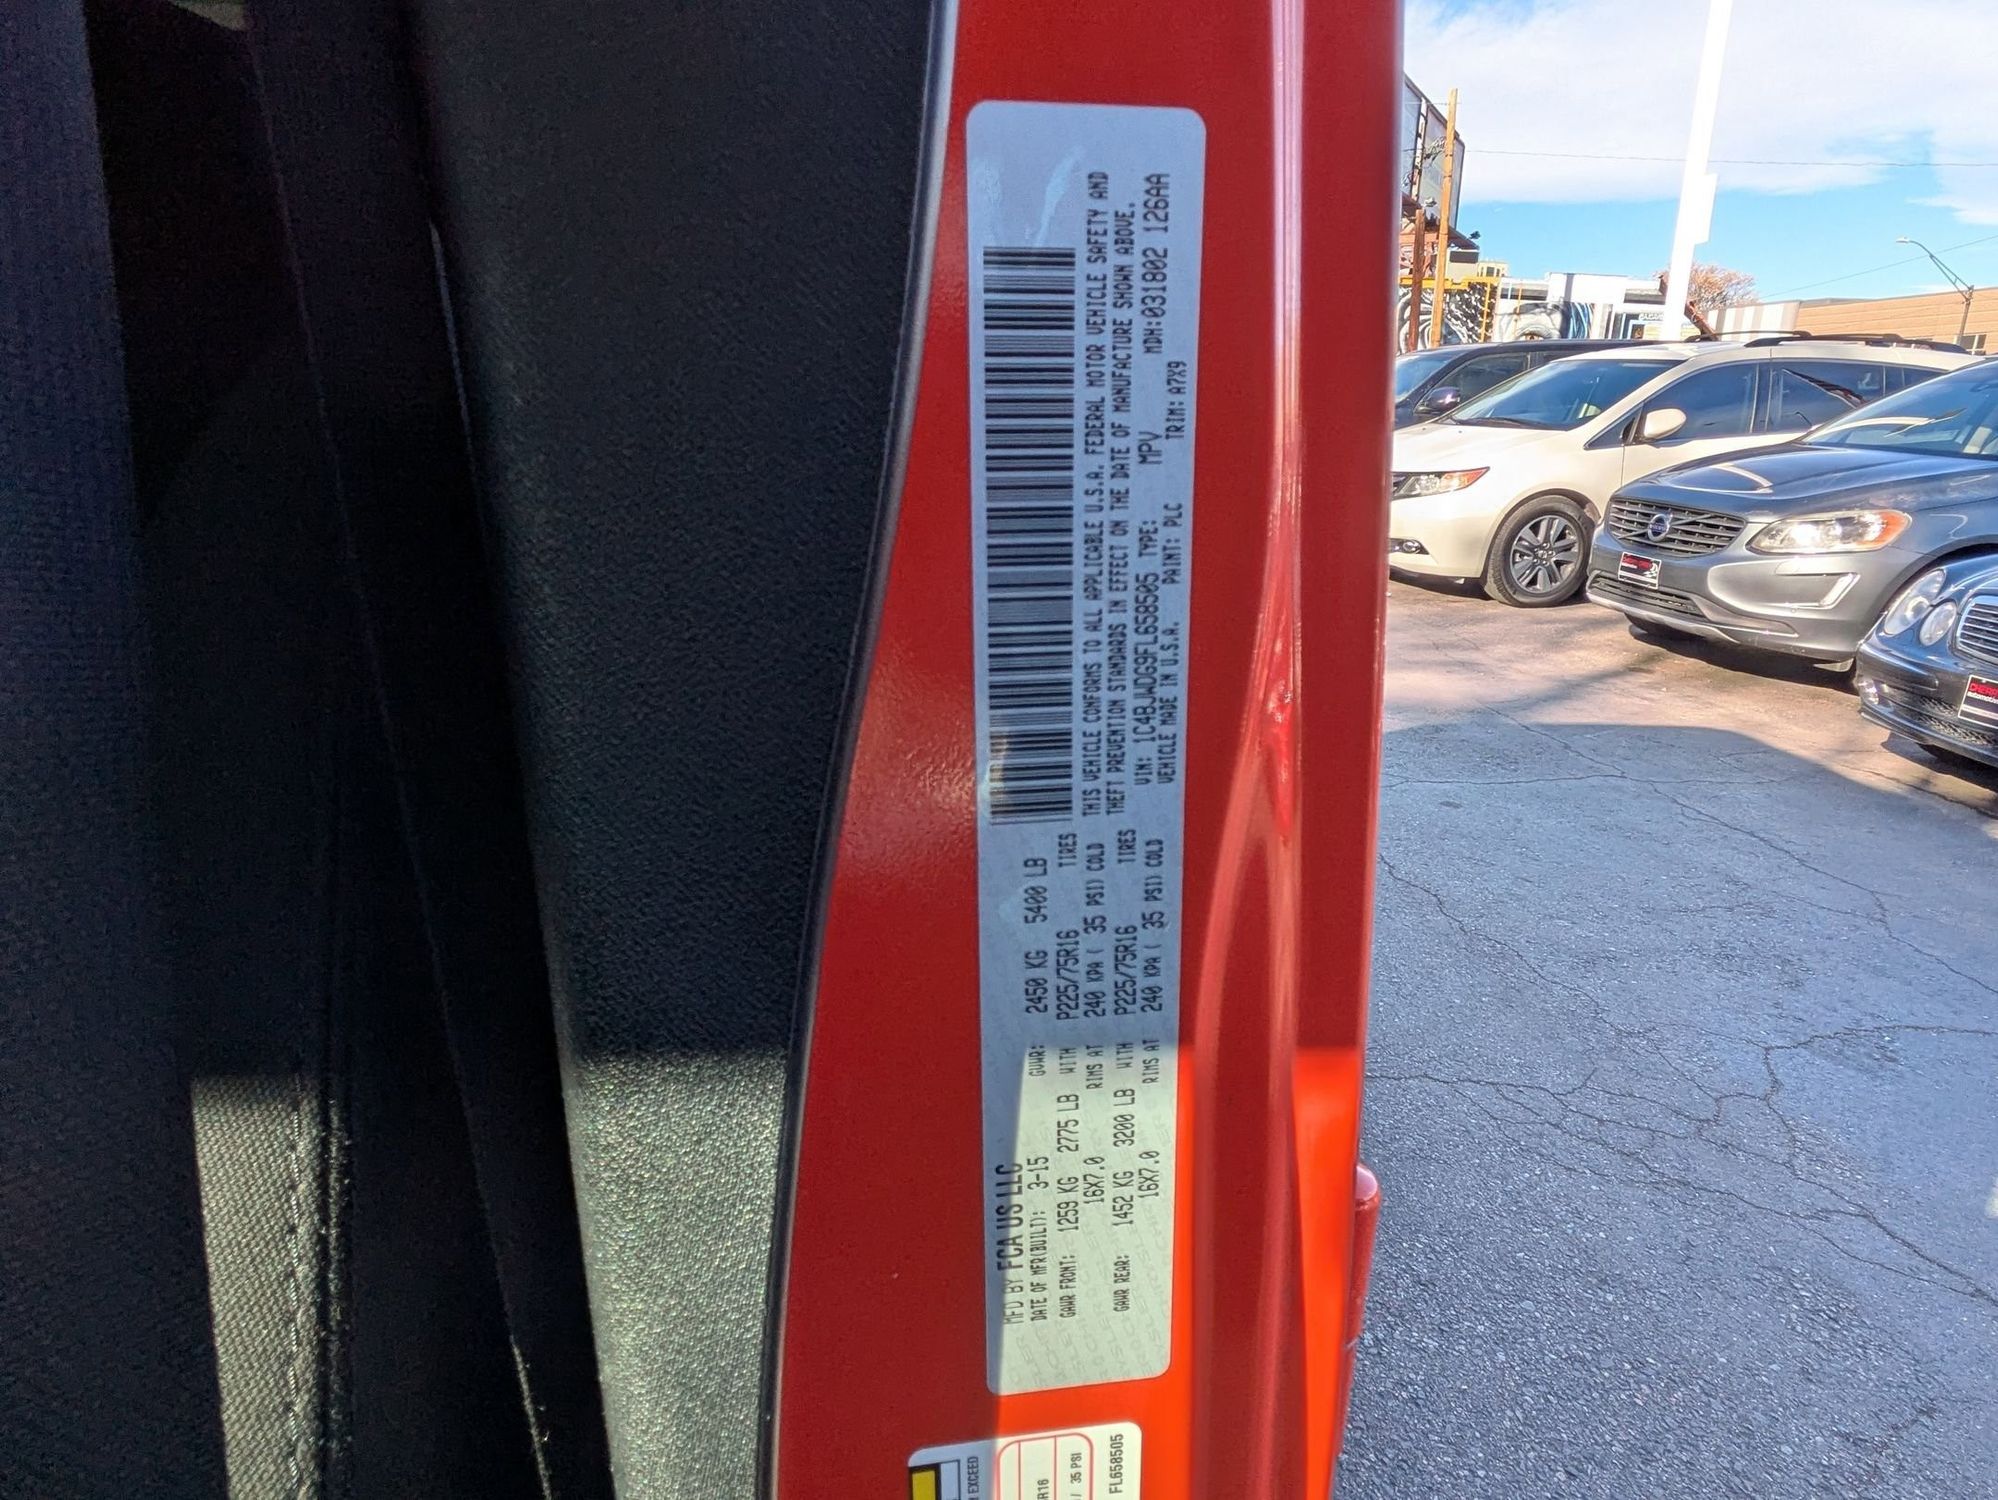 MFD BY FCA US LLC
DATE OF MFR(BUILT): 3-15 GVWR: 2450 KG 5400 LB
GAWR FRONT: 1259 KG 2775 LB WITH P225/75R16 TIRES
16X7.0 RIMS AT 240 KPA ( 35 PSI) COLD
GAWR REAR: 1452 KG 3200 LB WITH P225/75R16 TIRES
16X7.0 RIMS AT 240 KPA ( 35 PSI) COLD
THIS VEHICLE CONFORMS TO ALL APPLICABLE U.S.A. FEDERAL MOTOR VEHICLE SAFETY AND
THEFT PREVENTION STANDARDS IN EFFECT ON THE DATE OF MANUFACTURE SHOWN ABOVE.
VIN: 1C4BJWDG9FL658505 TYPE: MPV MDH:031802 126AA
VEHICLE MADE IN U.S.A. PAINT: PLC TRIM: A7X9
EXCEED
R16
/ 35 PSI
FL658505